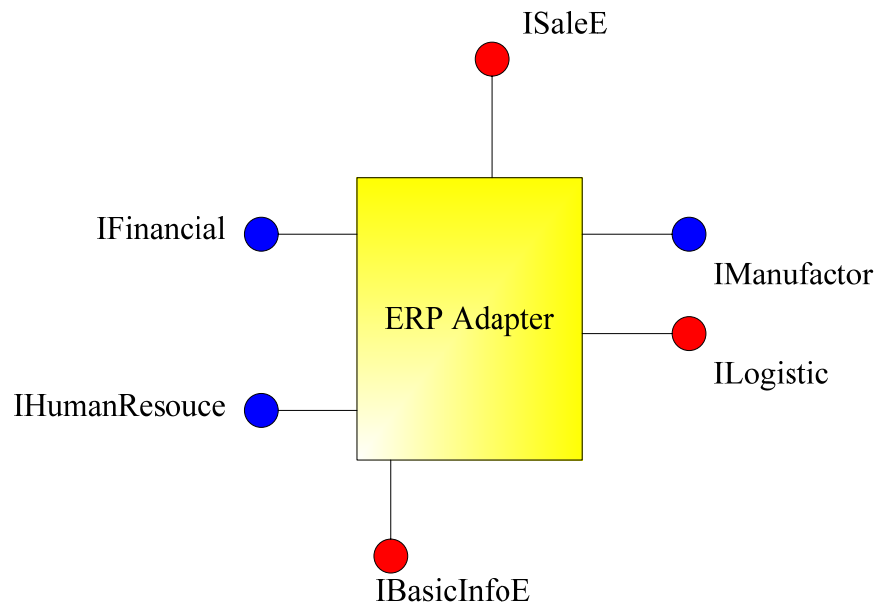 ISaleE
IFinancial
IManufactor
ERP Adapter
ILogistic
IHumanResouce
IBasicInfoE